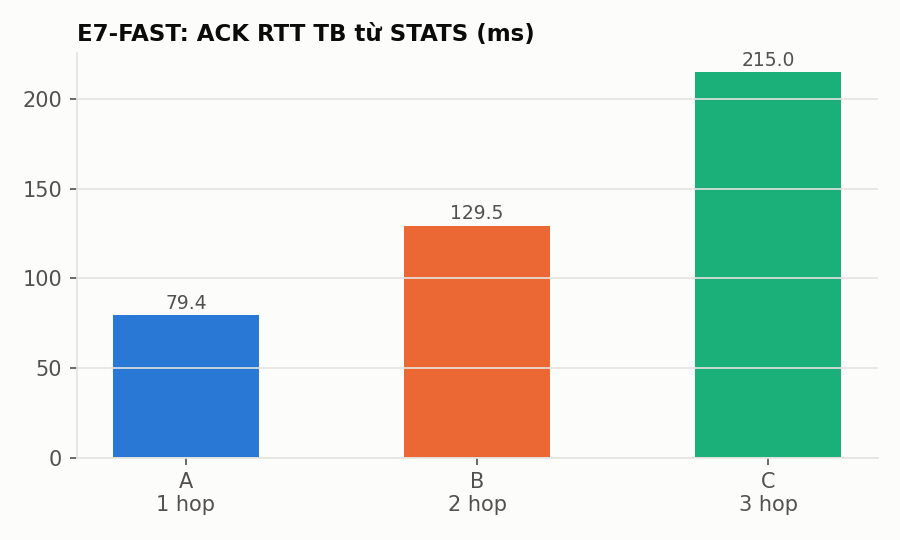 E7-FAST: ACK RTT TB từ STATS (ms)
215.0
200
150
129.5
100
79.4
50
0
A
1 hop
B
2 hop
C
3 hop